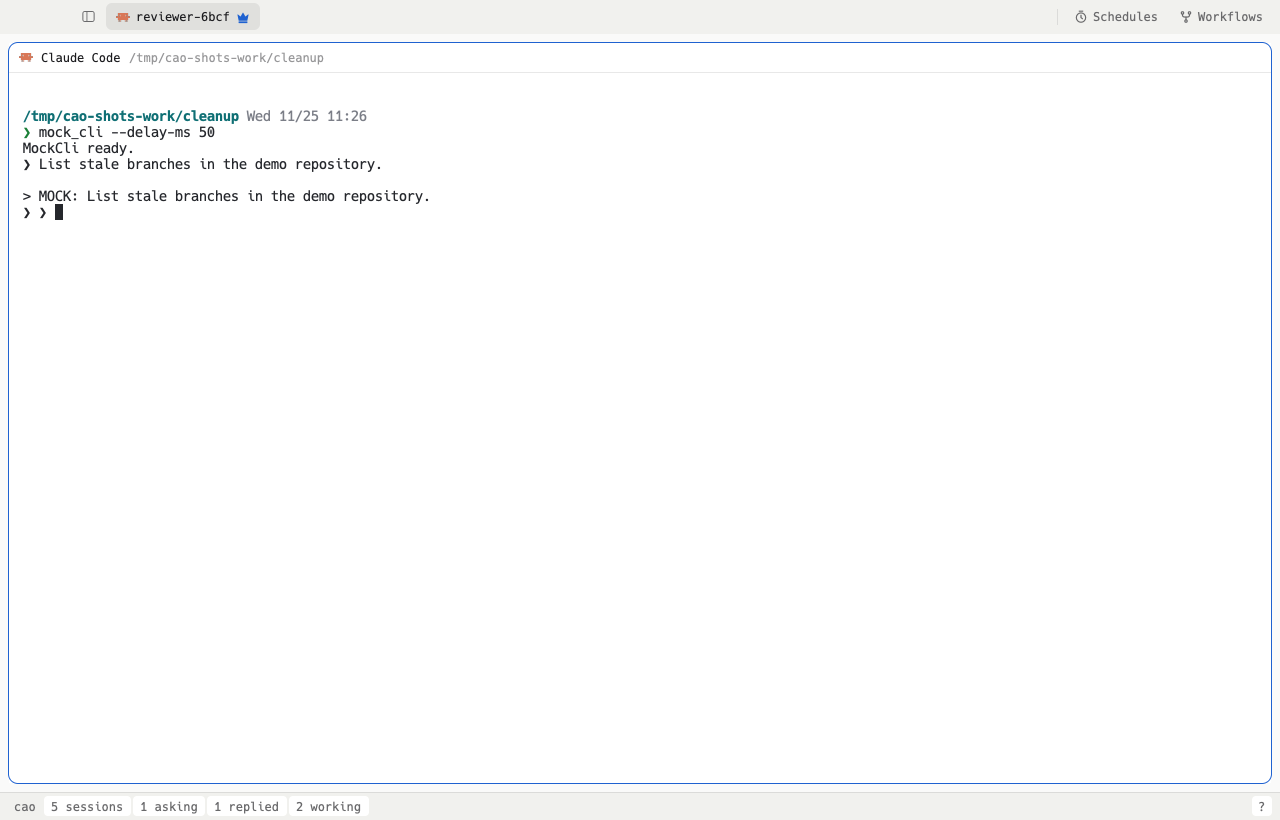 reviewer-6bcf
Schedules
Workflows
Claude Code /tmp/cao-shots-work/cleanup
/tmp/cao-shots-work/cleanup Wed 11/25 11:26
❯ mock_cli --delay-ms 50
MockCli ready.
❯ List stale branches in the demo repository.
> MOCK: List stale branches in the demo repository.
❯ ❯
cao 5 sessions 1 asking 1 replied 2 working ?